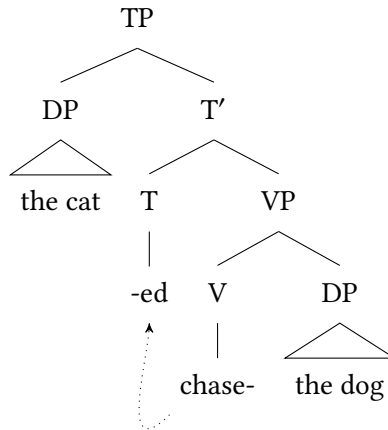 TP
DP T′
the cat T VP
-ed V DP
chase- the dog